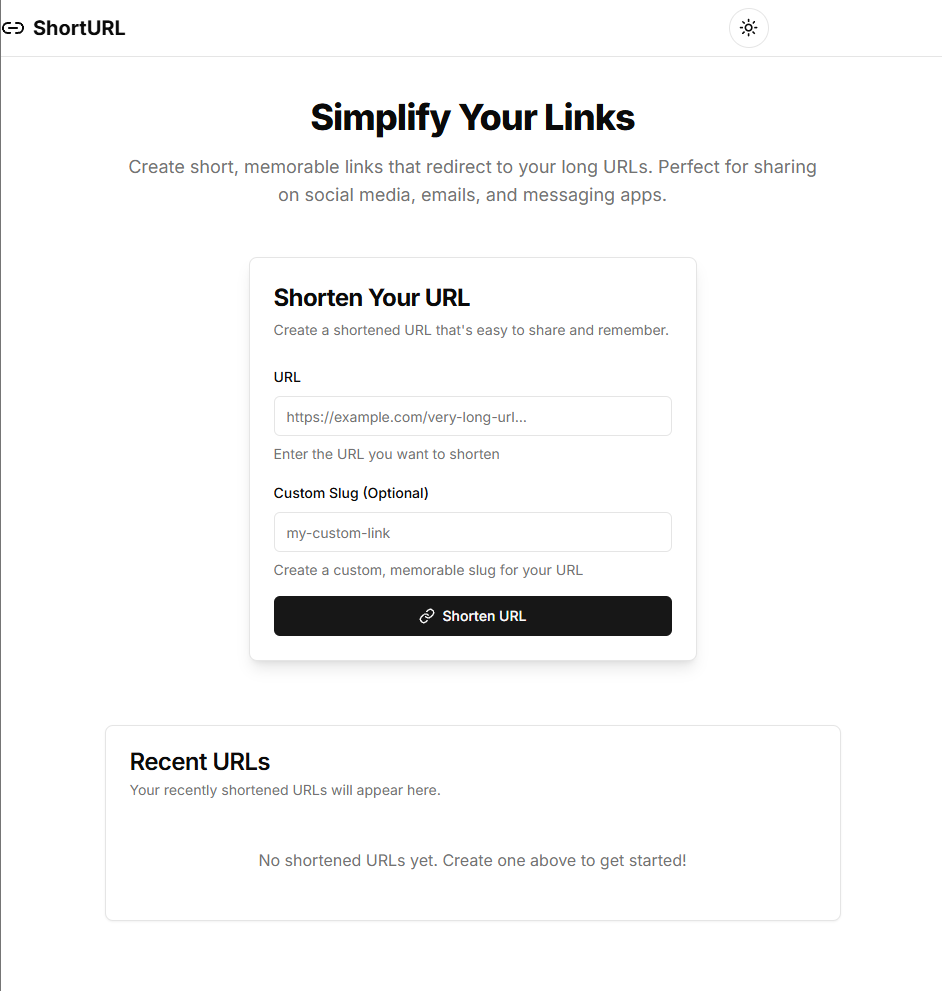 ShortURL
Simplify Your Links
Create short, memorable links that redirect to your long URLs. Perfect for sharing
on social media, emails, and messaging apps.
Shorten Your URL
Create a shortened URL that's easy to share and remember.
URL
https://example.com/very-long-url...
Enter the URL you want to shorten
Custom Slug (Optional)
my-custom-link
Create a custom, memorable slug for your URL
Shorten URL
Recent URLs
Your recently shortened URLs will appear here.
No shortened URLs yet. Create one above to get started!